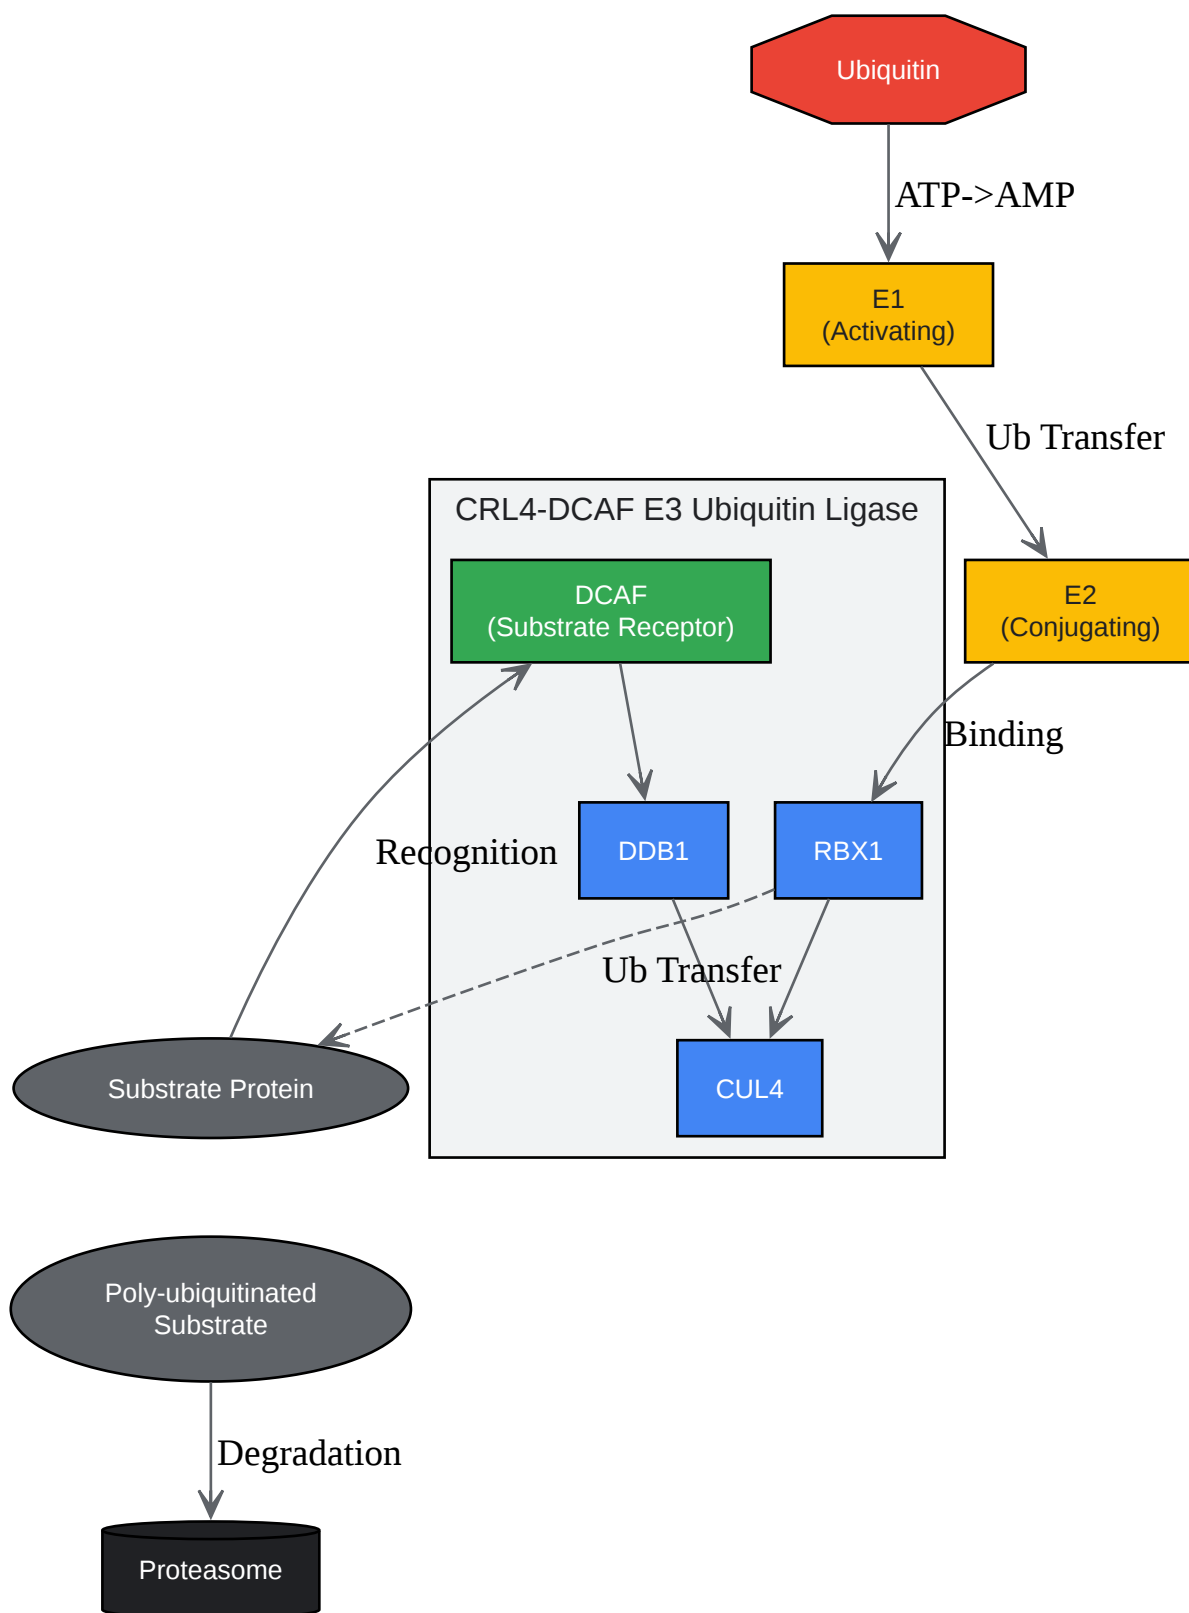 Ubiquitin
ATP->AMP
E1
(Activating)
Ub Transfer
CRL4-DCAF E3 Ubiquitin Ligase
DCAF
(Substrate Receptor)
E2
(Conjugating)
Binding
Recognition
DDB1
RBX1
Ub Transfer
Substrate Protein
CUL4
Poly-ubiquitinated
Substrate
Degradation
Proteasome